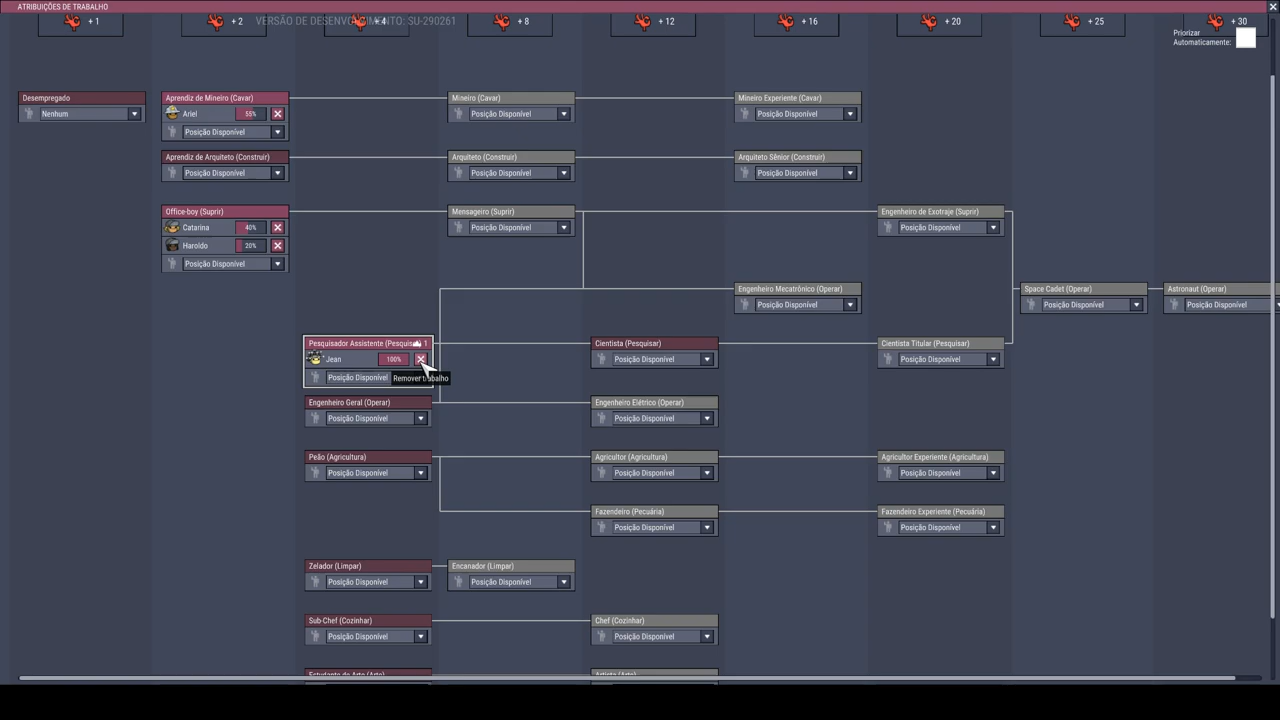 ATRIBUIÇÕES DE TRABALHO
+ 1
+ 2
+ 4
+ 8
+ 12
+ 16
+ 20
+ 25
+ 30
VERSÃO DE DESENVOLVIMENTO: SU-290261
Priorizar
Automaticamente:
Desempregado
Nenhum
Aprendiz de Mineiro (Cavar)
Ariel 55%
Posição Disponível
Mineiro (Cavar)
Posição Disponível
Mineiro Experiente (Cavar)
Posição Disponível
Aprendiz de Arquiteto (Construir)
Posição Disponível
Arquiteto (Construir)
Posição Disponível
Arquiteto Sênior (Construir)
Posição Disponível
Office-boy (Suprir)
Catarina 40%
Haroldo 20%
Posição Disponível
Mensageiro (Suprir)
Posição Disponível
Engenheiro de Exotraje (Suprir)
Posição Disponível
Engenheiro Mecatrônico (Operar)
Posição Disponível
Space Cadet (Operar)
Posição Disponível
Astronaut (Operar)
Posição Disponível
Pesquisador Assistente (Pesquisar) 1
Jean 100%
Posição Disponível
Remover trabalho
Cientista (Pesquisar)
Posição Disponível
Cientista Titular (Pesquisar)
Posição Disponível
Engenheiro Geral (Operar)
Posição Disponível
Engenheiro Elétrico (Operar)
Posição Disponível
Peão (Agricultura)
Posição Disponível
Agricultor (Agricultura)
Posição Disponível
Agricultor Experiente (Agricultura)
Posição Disponível
Fazendeiro (Pecuária)
Posição Disponível
Fazendeiro Experiente (Pecuária)
Posição Disponível
Zelador (Limpar)
Posição Disponível
Encanador (Limpar)
Posição Disponível
Sub-Chef (Cozinhar)
Posição Disponível
Chef (Cozinhar)
Posição Disponível
Estudante de Arte (Arte)
Artista (Arte)